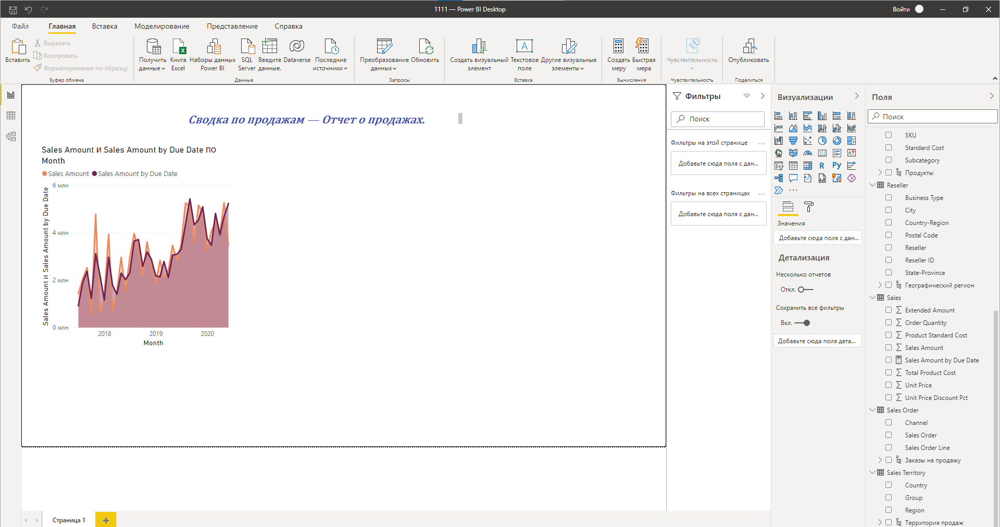 1111 — Power BI Desktop
Войти
Файл
Главная
Вставка
Моделирование
Представление
Справка
Вставить
Вырезать
Копировать
Форматирование по образцу
Буфер обмена
Получить данные
Книга Excel
Наборы данных Power BI
SQL Server
Введите данные.
Dataverse
Последние источники
Данные
Преобразование данных
Обновить
Запросы
Создать визуальный элемент
Текстовое поле
Другие визуальные элементы
Вставка
Создать меру
Быстрая мера
Вычисления
Чувствительность
Чувствительность
Опубликовать
Поделиться
Сводка по продажам — Отчет о продажах.
Sales Amount и Sales Amount by Due Date по
Month
Sales Amount
Sales Amount by Due Date
Sales Amount и Sales Amount by Due Date
6 млн
4 млн
2 млн
0 млн
2018
2019
2020
Month
Страница 1
Фильтры
Поиск
Фильтры на этой странице
...
Добавьте сюда поля с дан...
Фильтры на всех страницах
...
Добавьте сюда поля с дан...
Визуализации
123
R
Py
...
Значения
Добавьте сюда поля с дан...
Детализация
Несколько отчетов
Откл.
Сохранить все фильтры
Вкл.
Добавьте сюда поля дета...
Поля
Поиск
SKU
Standard Cost
Subcategory
Продукты
Reseller
Business Type
City
Country-Region
Postal Code
Reseller
Reseller ID
State-Province
Географический регион
Sales
Extended Amount
Order Quantity
Product Standard Cost
Sales Amount
Sales Amount by Due Date
Total Product Cost
Unit Price
Unit Price Discount Pct
Sales Order
Channel
Sales Order
Sales Order Line
Заказы на продажу
Sales Territory
Country
Group
Region
Территория продаж